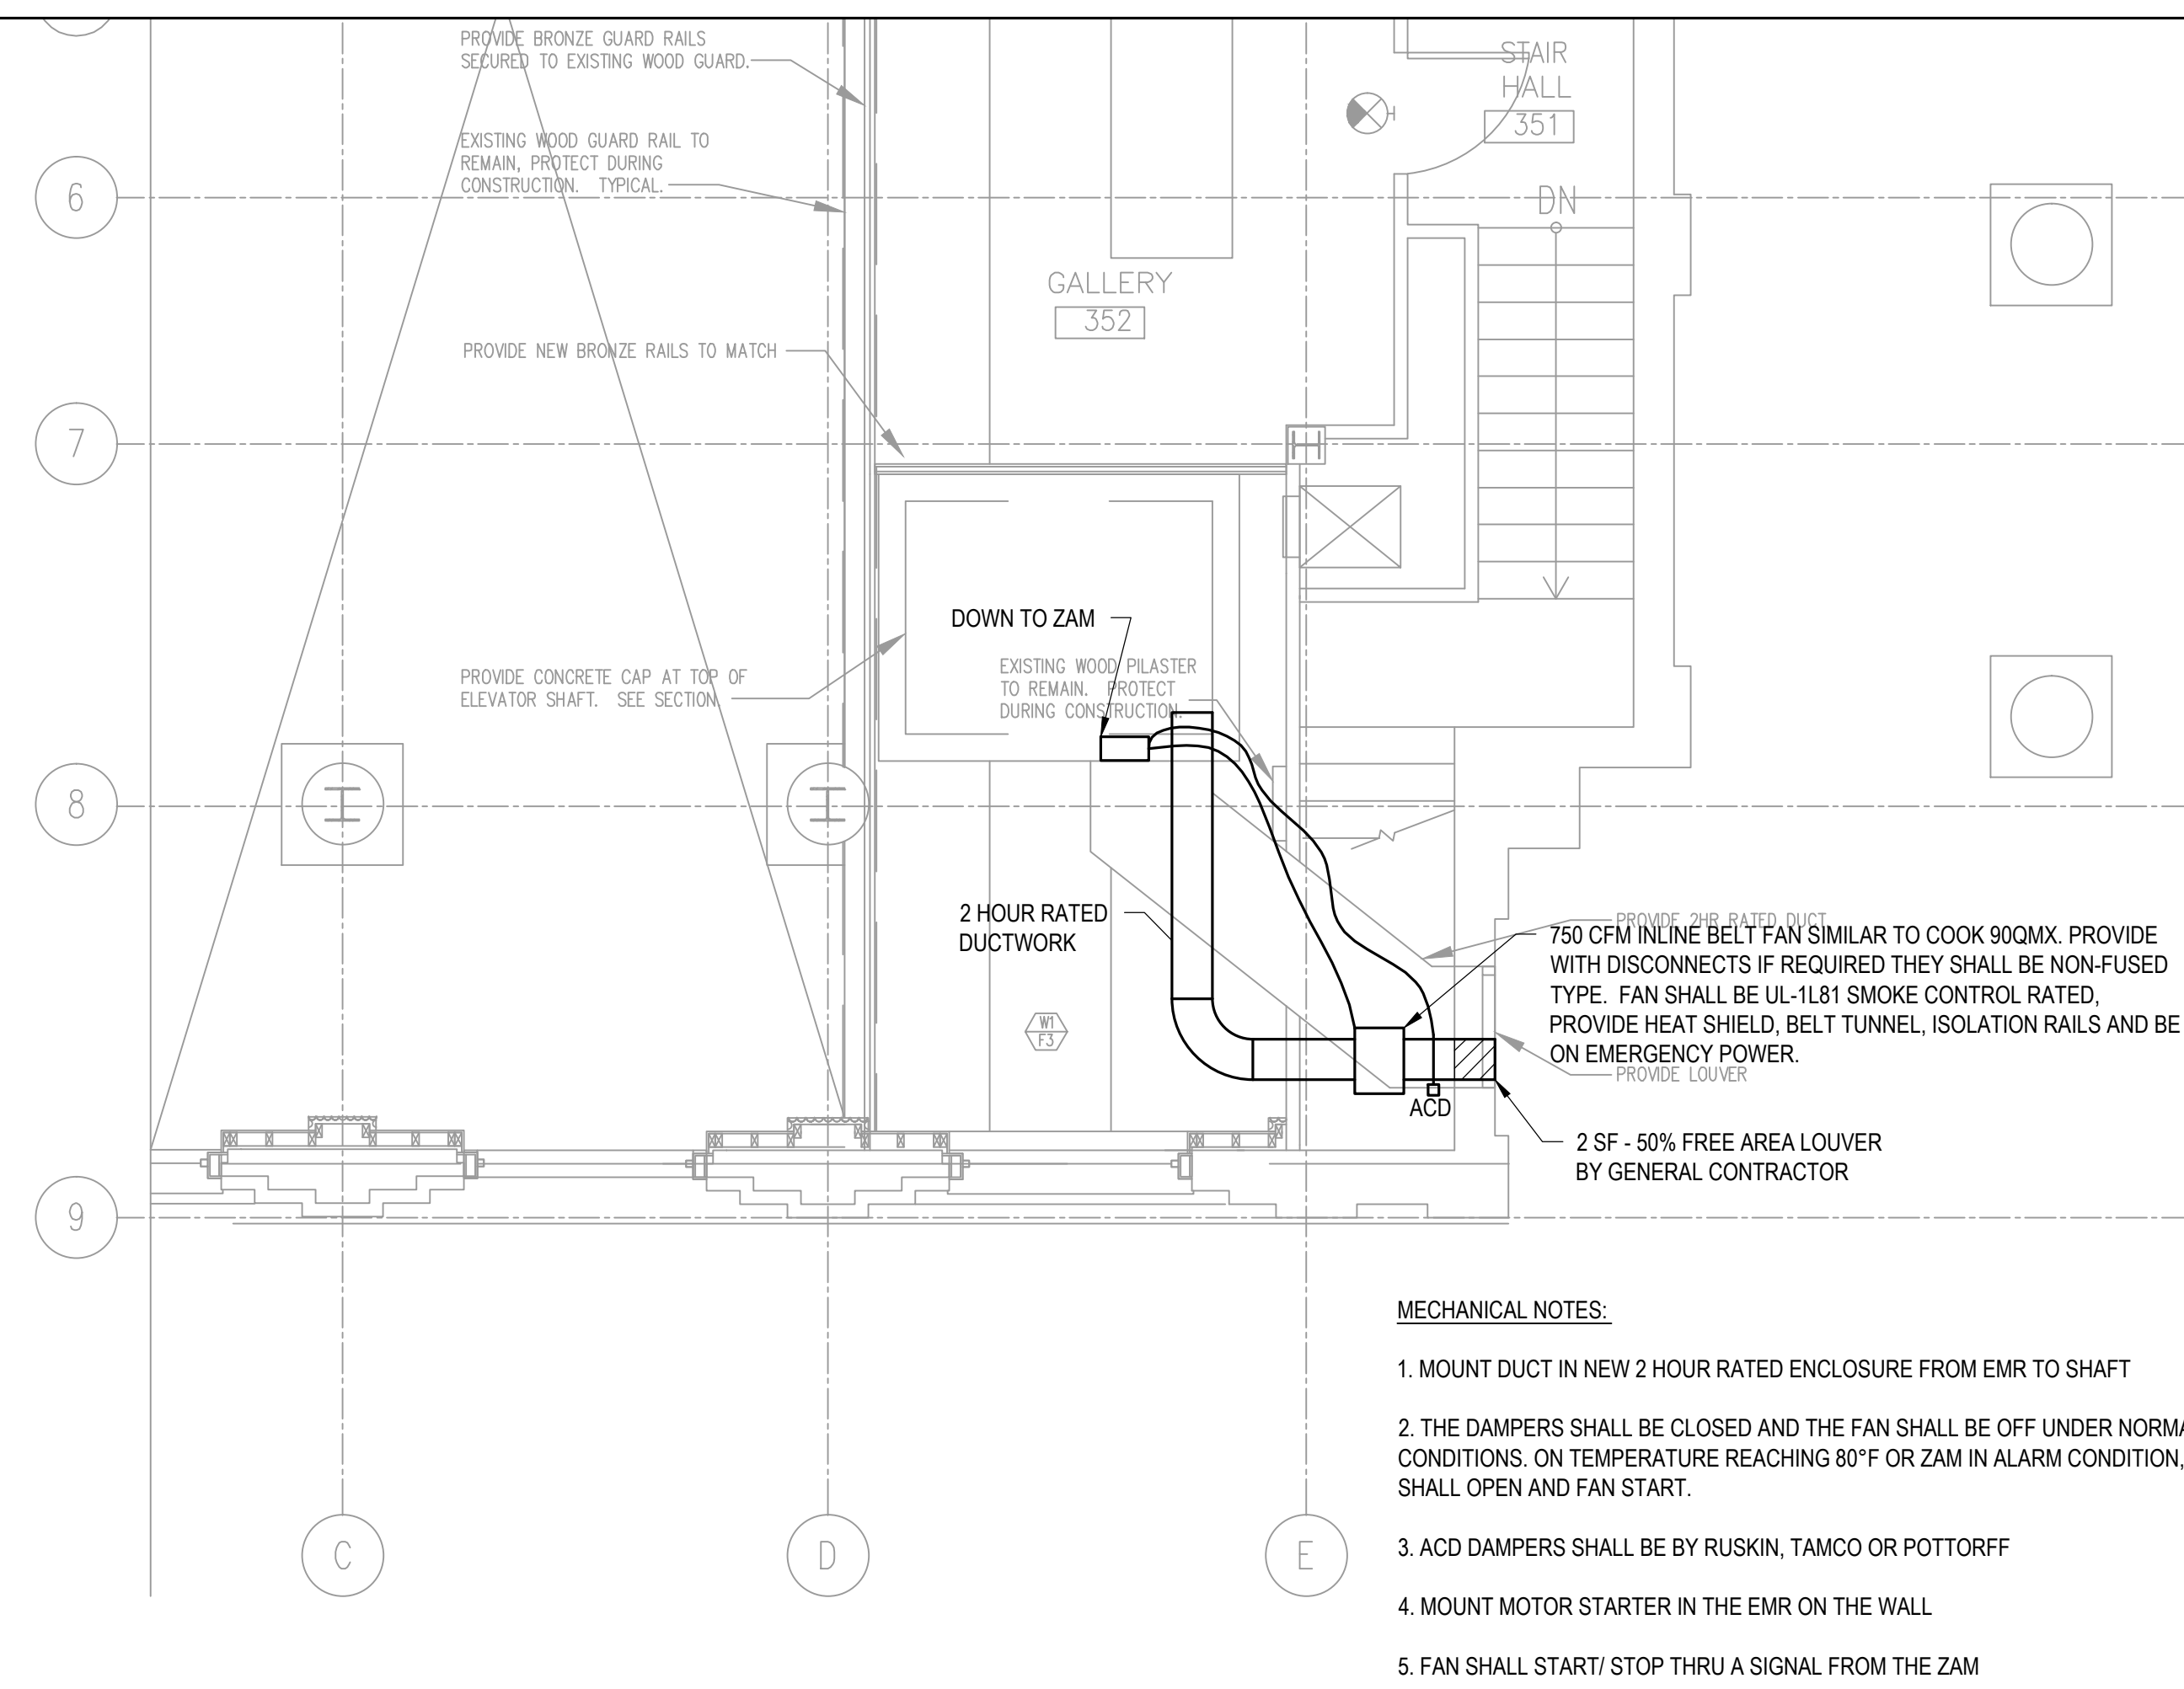 PROVIDE BRONZE GUARD RAILS
SECURED TO EXISTING WOOD GUARD.
STAIR
HALL
351
EXISTING WOOD GUARD RAIL TO
REMAIN, PROTECT DURING
CONSTRUCTION. TYPICAL.
6
DN
GALLERY
352
PROVIDE NEW BRONZE RAILS TO MATCH
7
DOWN TO ZAM
EXISTING WOOD PILASTER
TO REMAIN. PROTECT
DURING CONSTRUCTION.
PROVIDE CONCRETE CAP AT TOP OF
ELEVATOR SHAFT. SEE SECTION.
8
2 HOUR RATED
DUCTWORK
PROVIDE 2HR RATED DUCT
750 CFM INLINE BELT FAN SIMILAR TO COOK 90QMX. PROVIDE
WITH DISCONNECTS IF REQUIRED THEY SHALL BE NON-FUSED
TYPE. FAN SHALL BE UL-1L81 SMOKE CONTROL RATED,
PROVIDE HEAT SHIELD, BELT TUNNEL, ISOLATION RAILS AND BE
ON EMERGENCY POWER.
PROVIDE LOUVER
W1
F3
ACD
2 SF - 50% FREE AREA LOUVER
BY GENERAL CONTRACTOR
9
MECHANICAL NOTES:
1. MOUNT DUCT IN NEW 2 HOUR RATED ENCLOSURE FROM EMR TO SHAFT
2. THE DAMPERS SHALL BE CLOSED AND THE FAN SHALL BE OFF UNDER NORMA
CONDITIONS. ON TEMPERATURE REACHING 80°F OR ZAM IN ALARM CONDITION,
SHALL OPEN AND FAN START.
3. ACD DAMPERS SHALL BE BY RUSKIN, TAMCO OR POTTORFF
4. MOUNT MOTOR STARTER IN THE EMR ON THE WALL
5. FAN SHALL START/ STOP THRU A SIGNAL FROM THE ZAM
C
D
E